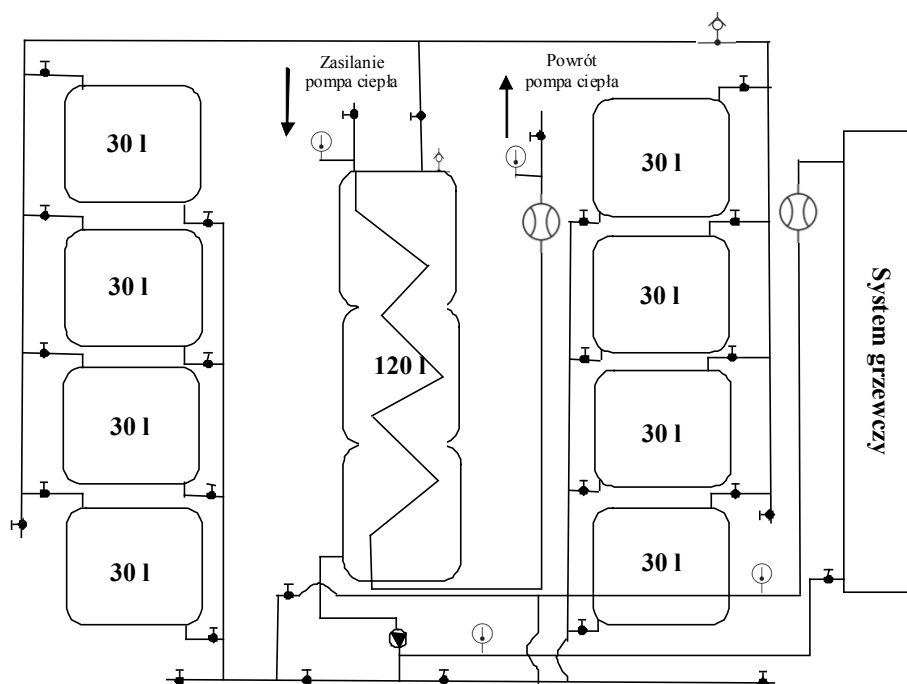 Zasilanie
pompa ciepła
Powrót
pompa ciepła
30 l
30 l
30 l
30 l
120 l
30 l
30 l
30 l
30 l
System grzewczy